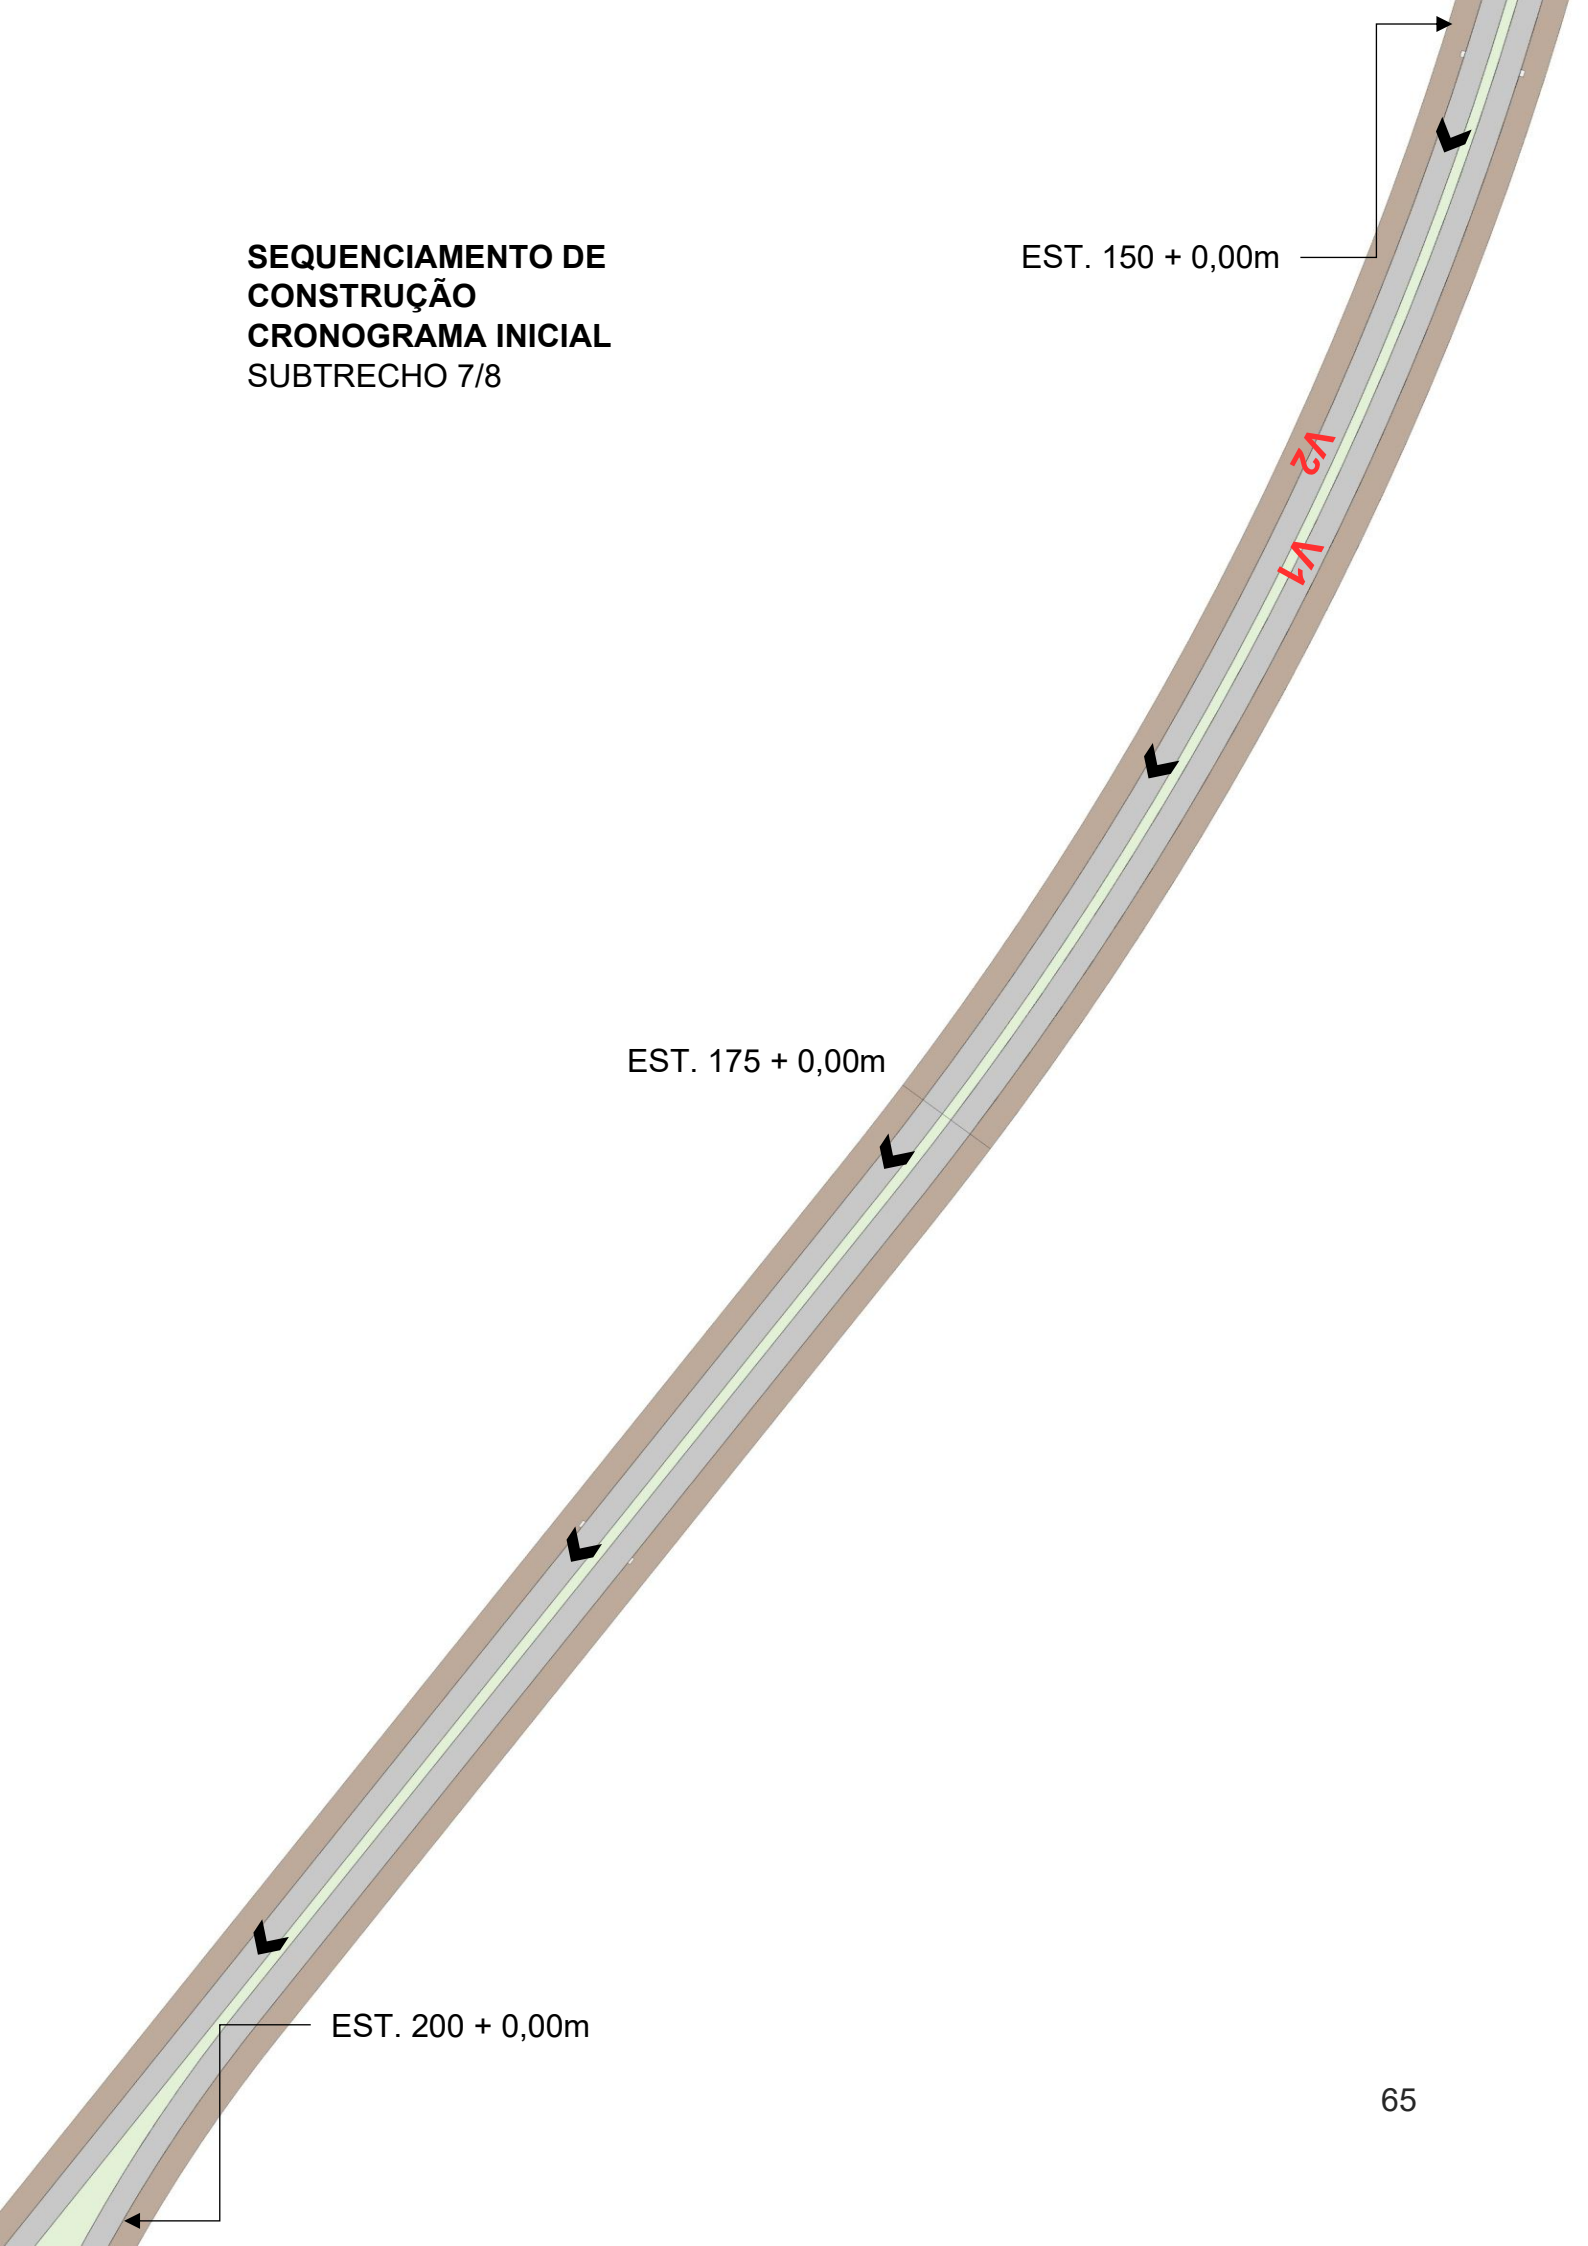 SEQUENCIAMENTO DE
CONSTRUÇÃO
CRONOGRAMA INICIAL
SUBTRECHO 7/8
EST. 150 + 0,00m
V2
V1
EST. 175 + 0,00m
EST. 200 + 0,00m
65